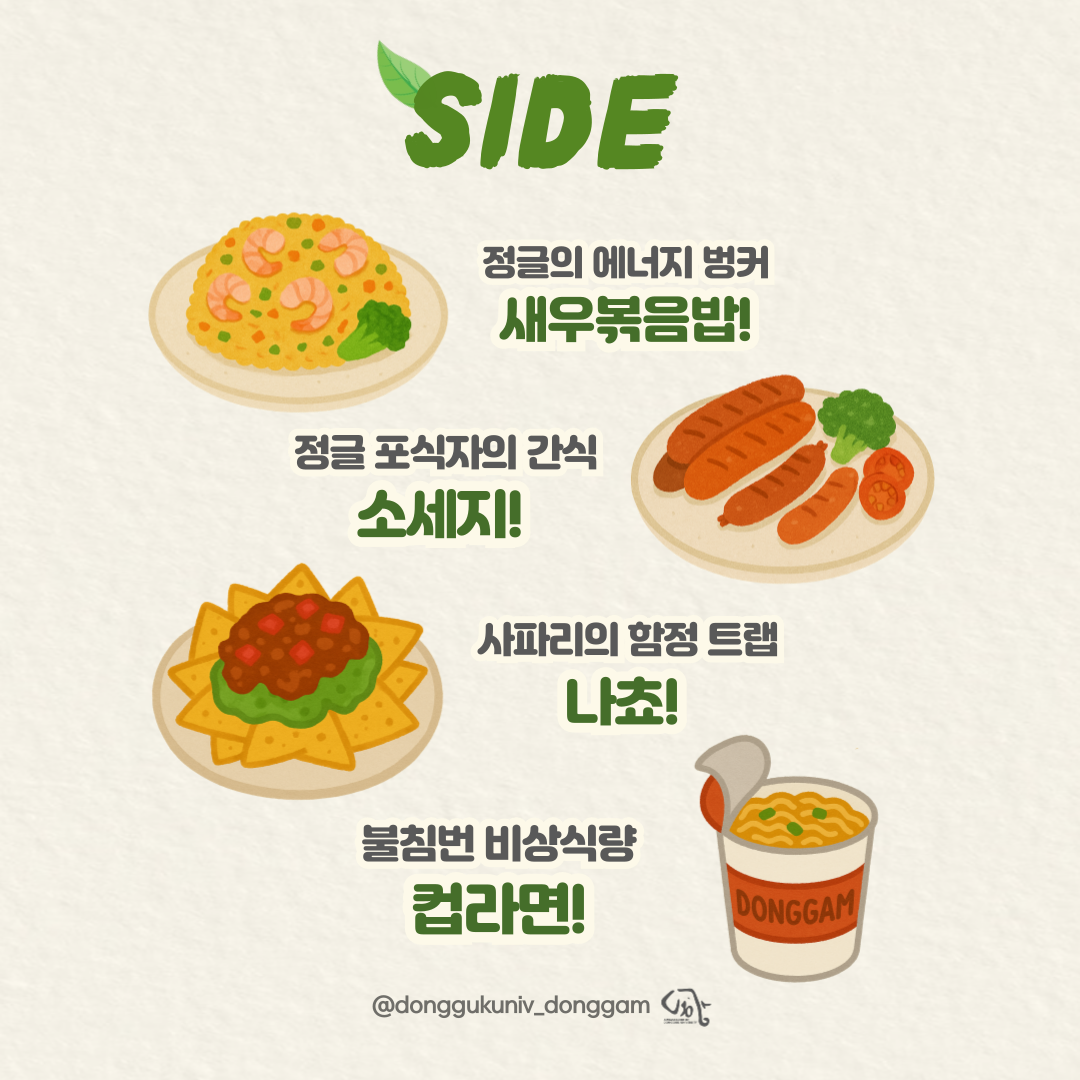 SIDE
정글의 에너지 벙커
새우볶음밥!
정글 포식자의 간식
소세지!
사파리의 함정 트랩
나쵸!
불침번 비상식량
컵라면!
DONGGAM
@donggukuniv_donggam